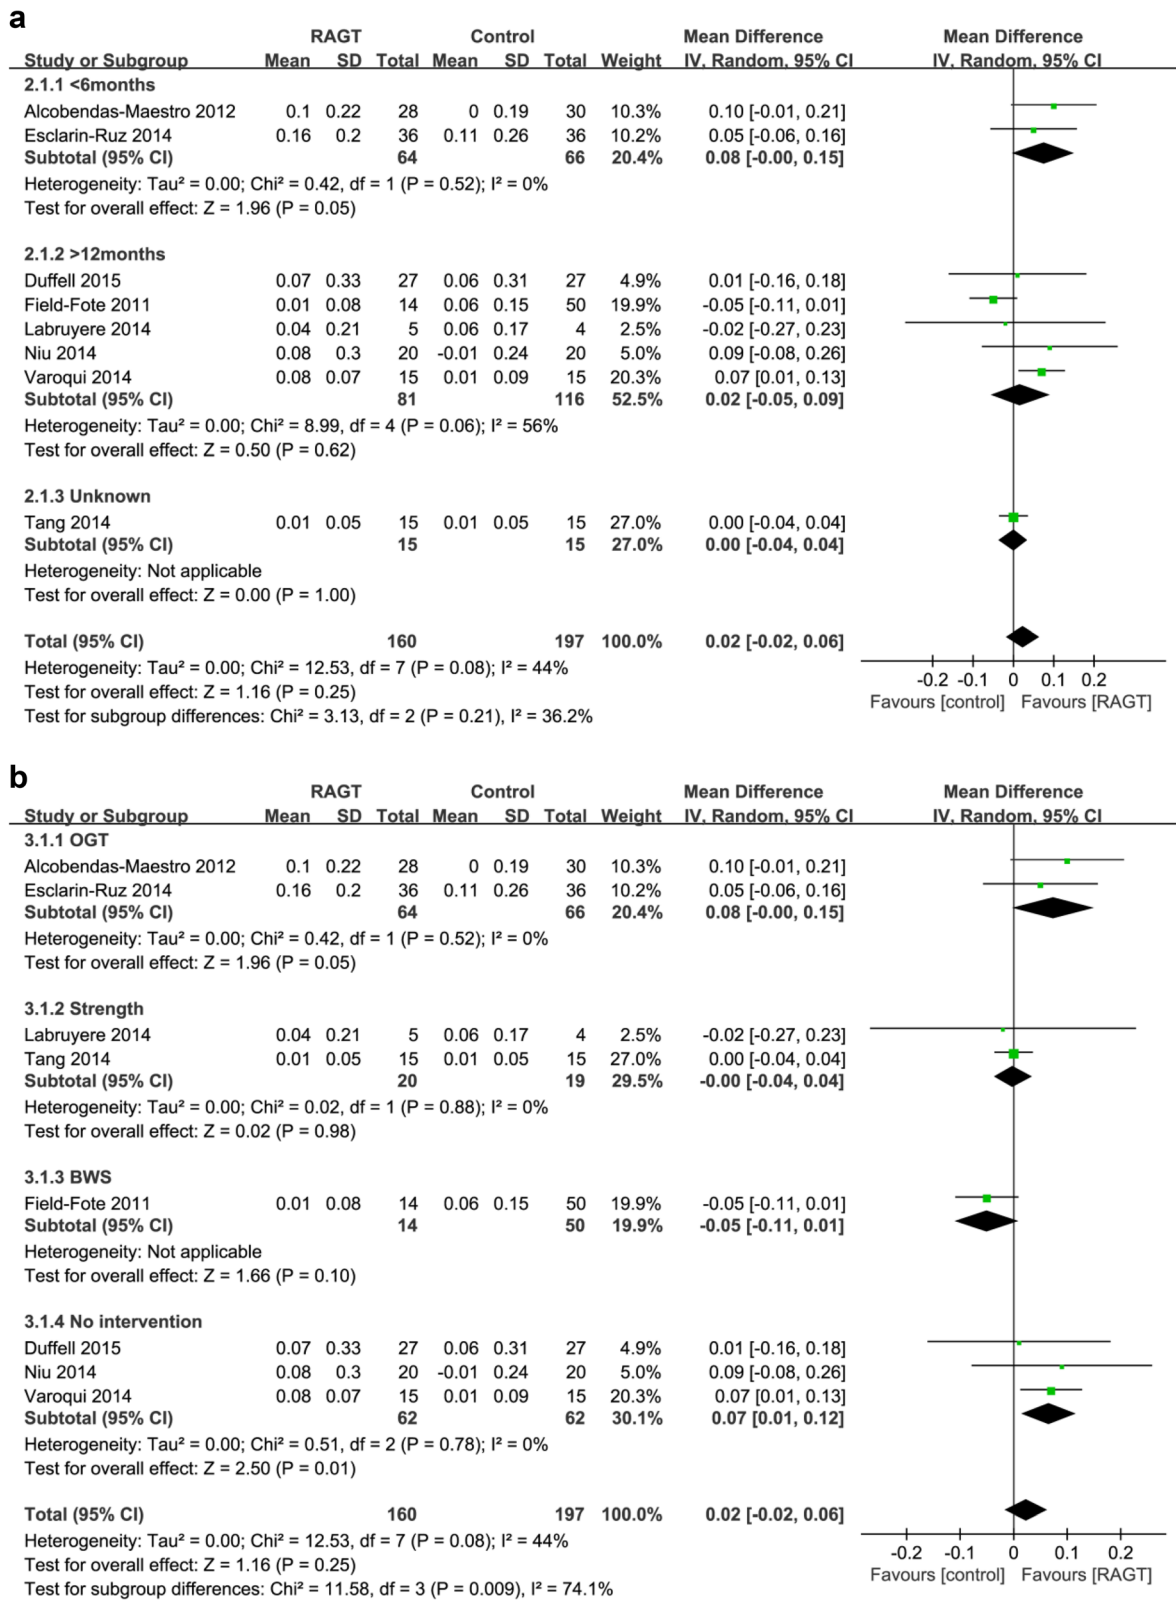 a
RAGT Control Mean Difference Mean Difference
Study or Subgroup Mean SD Total Mean SD Total Weight IV, Random, 95% CI IV, Random, 95% CI
2.1.1 <6months
Alcobendas-Maestro 2012 0.1 0.22 28 0 0.19 30 10.3% 0.10 [-0.01, 0.21]
Esclarin-Ruz 2014 0.16 0.2 36 0.11 0.26 36 10.2% 0.05 [-0.06, 0.16]
Subtotal (95% CI) 64 66 20.4% 0.08 [-0.00, 0.15]
Heterogeneity: Tau² = 0.00; Chi² = 0.42, df = 1 (P = 0.52); I² = 0%
Test for overall effect: Z = 1.96 (P = 0.05)
2.1.2 >12months
Duffell 2015 0.07 0.33 27 0.06 0.31 27 4.9% 0.01 [-0.16, 0.18]
Field-Fote 2011 0.01 0.08 14 0.06 0.15 50 19.9% -0.05 [-0.11, 0.01]
Labruyere 2014 0.04 0.21 5 0.06 0.17 4 2.5% -0.02 [-0.27, 0.23]
Niu 2014 0.08 0.3 20 -0.01 0.24 20 5.0% 0.09 [-0.08, 0.26]
Varoqui 2014 0.08 0.07 15 0.01 0.09 15 20.3% 0.07 [0.01, 0.13]
Subtotal (95% CI) 81 116 52.5% 0.02 [-0.05, 0.09]
Heterogeneity: Tau² = 0.00; Chi² = 8.99, df = 4 (P = 0.06); I² = 56%
Test for overall effect: Z = 0.50 (P = 0.62)
2.1.3 Unknown
Tang 2014 0.01 0.05 15 0.01 0.05 15 27.0% 0.00 [-0.04, 0.04]
Subtotal (95% CI) 15 15 27.0% 0.00 [-0.04, 0.04]
Heterogeneity: Not applicable
Test for overall effect: Z = 0.00 (P = 1.00)
Total (95% CI) 160 197 100.0% 0.02 [-0.02, 0.06]
Heterogeneity: Tau² = 0.00; Chi² = 12.53, df = 7 (P = 0.08); I² = 44%
-0.2 -0.1 0 0.1 0.2
Test for overall effect: Z = 1.16 (P = 0.25)
Favours [control] Favours [RAGT]
Test for subgroup differences: Chi² = 3.13, df = 2 (P = 0.21), I² = 36.2%
b
RAGT Control Mean Difference Mean Difference
Study or Subgroup Mean SD Total Mean SD Total Weight IV, Random, 95% CI IV, Random, 95% CI
3.1.1 OGT
Alcobendas-Maestro 2012 0.1 0.22 28 0 0.19 30 10.3% 0.10 [-0.01, 0.21]
Esclarin-Ruz 2014 0.16 0.2 36 0.11 0.26 36 10.2% 0.05 [-0.06, 0.16]
Subtotal (95% CI) 64 66 20.4% 0.08 [-0.00, 0.15]
Heterogeneity: Tau² = 0.00; Chi² = 0.42, df = 1 (P = 0.52); I² = 0%
Test for overall effect: Z = 1.96 (P = 0.05)
3.1.2 Strength
Labruyere 2014 0.04 0.21 5 0.06 0.17 4 2.5% -0.02 [-0.27, 0.23]
Tang 2014 0.01 0.05 15 0.01 0.05 15 27.0% 0.00 [-0.04, 0.04]
Subtotal (95% CI) 20 19 29.5% -0.00 [-0.04, 0.04]
Heterogeneity: Tau² = 0.00; Chi² = 0.02, df = 1 (P = 0.88); I² = 0%
Test for overall effect: Z = 0.02 (P = 0.98)
3.1.3 BWS
Field-Fote 2011 0.01 0.08 14 0.06 0.15 50 19.9% -0.05 [-0.11, 0.01]
Subtotal (95% CI) 14 50 19.9% -0.05 [-0.11, 0.01]
Heterogeneity: Not applicable
Test for overall effect: Z = 1.66 (P = 0.10)
3.1.4 No intervention
Duffell 2015 0.07 0.33 27 0.06 0.31 27 4.9% 0.01 [-0.16, 0.18]
Niu 2014 0.08 0.3 20 -0.01 0.24 20 5.0% 0.09 [-0.08, 0.26]
Varoqui 2014 0.08 0.07 15 0.01 0.09 15 20.3% 0.07 [0.01, 0.13]
Subtotal (95% CI) 62 62 30.1% 0.07 [0.01, 0.12]
Heterogeneity: Tau² = 0.00; Chi² = 0.51, df = 2 (P = 0.78); I² = 0%
Test for overall effect: Z = 2.50 (P = 0.01)
Total (95% CI) 160 197 100.0% 0.02 [-0.02, 0.06]
Heterogeneity: Tau² = 0.00; Chi² = 12.53, df = 7 (P = 0.08); I² = 44%
-0.2 -0.1 0 0.1 0.2
Test for overall effect: Z = 1.16 (P = 0.25)
Favours [control] Favours [RAGT]
Test for subgroup differences: Chi² = 11.58, df = 3 (P = 0.009), I² = 74.1%